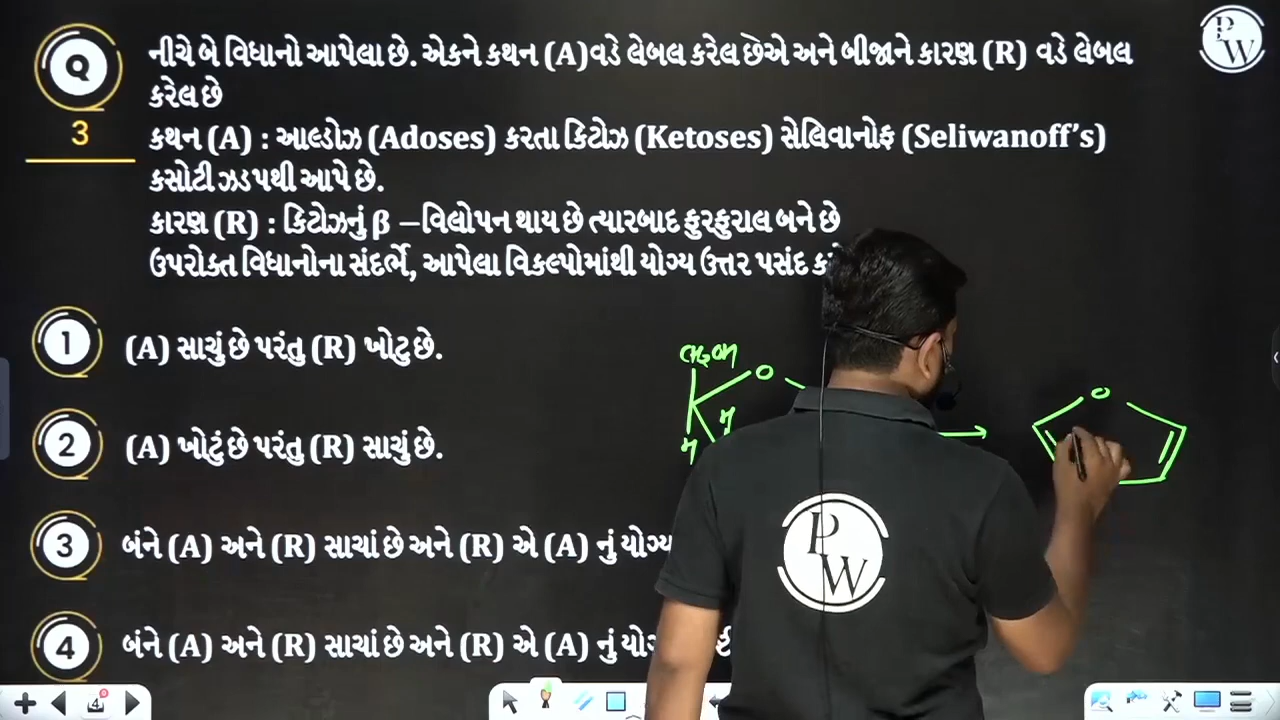 Q
3
નીચે બે વિધાનો આપેલા છે. એકને કથન (A)વડે લેબલ કરેલ છેએ અને બીજાને કારણ (R) વડે લેબલ
કરેલ છે
કથન (A) : આલ્ડોઝ (Adoses) કરતા કિટોઝ (Ketoses) સેલિવાનોફ (Seliwanoff's)
કસોટી ઝડપથી આપે છે.
કારણ (R) : કિટોઝનું β –વિલોપન થાય છે ત્યારબાદ ફુરફુરાલ બને છે
ઉપરોક્ત વિધાનોના સંદર્ભે, આપેલા વિકલ્પોમાંથી યોગ્ય ઉત્તર પસંદ
1 (A) સાચું છે પરંતુ (R) ખોટુ છે.
2 (A) ખોટું છે પરંતુ (R) સાચું છે.
3 બંને (A) અને (R) સાચાં છે અને (R) એ (A) નું યોગ્ય
4 બંને (A) અને (R) સાચાં છે અને (R) એ (A) નું
CH₂OH
O
O
H
H
PW
PW
4